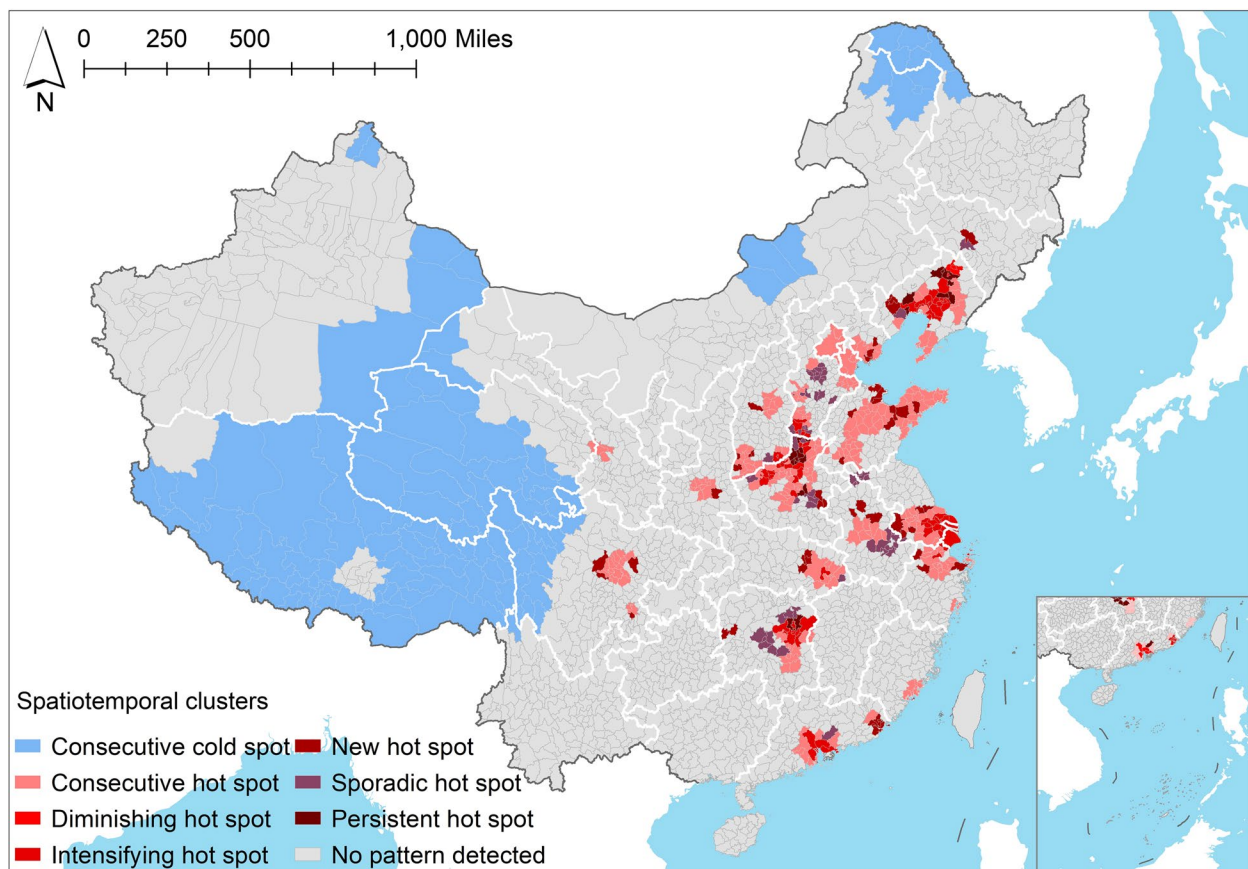 0 250 500 1,000 Miles
N
Spatiotemporal clusters
Consecutive cold spot
Consecutive hot spot
Diminishing hot spot
Intensifying hot spot
New hot spot
Sporadic hot spot
Persistent hot spot
No pattern detected